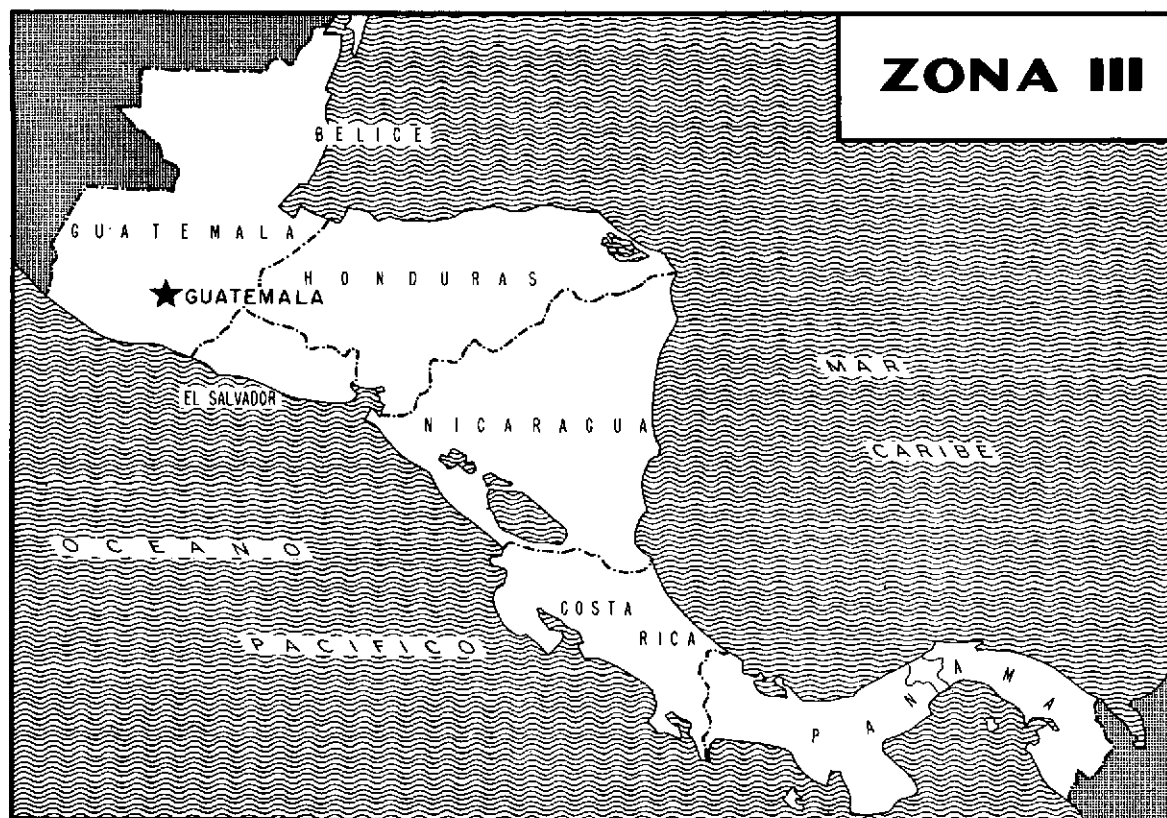 ZONA III
BELICE
GUATEMALA
HONDURAS
GUATEMALA
MAR
EL SALVADOR
NICARAGUA
CARIBE
OCEANO
COSTA
RICA
PACIFICO
PANAMA